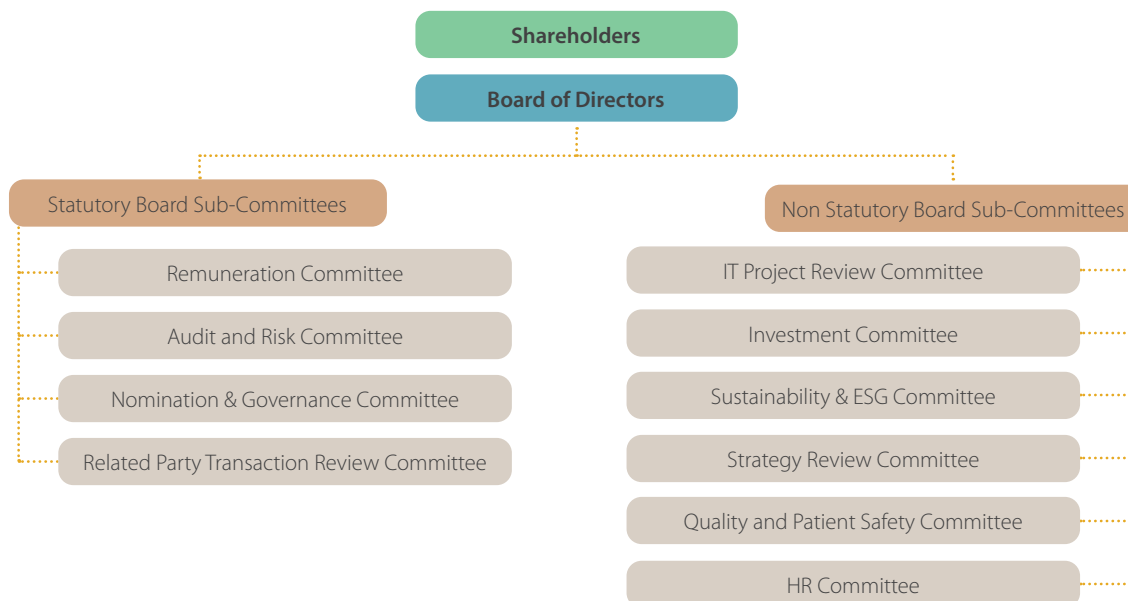 Shareholders
Board of Directors
Statutory Board Sub-Committees
Remuneration Committee
Audit and Risk Committee
Nomination & Governance Committee
Related Party Transaction Review Committee
Non Statutory Board Sub-Committees
IT Project Review Committee
Investment Committee
Sustainability & ESG Committee
Strategy Review Committee
Quality and Patient Safety Committee
HR Committee